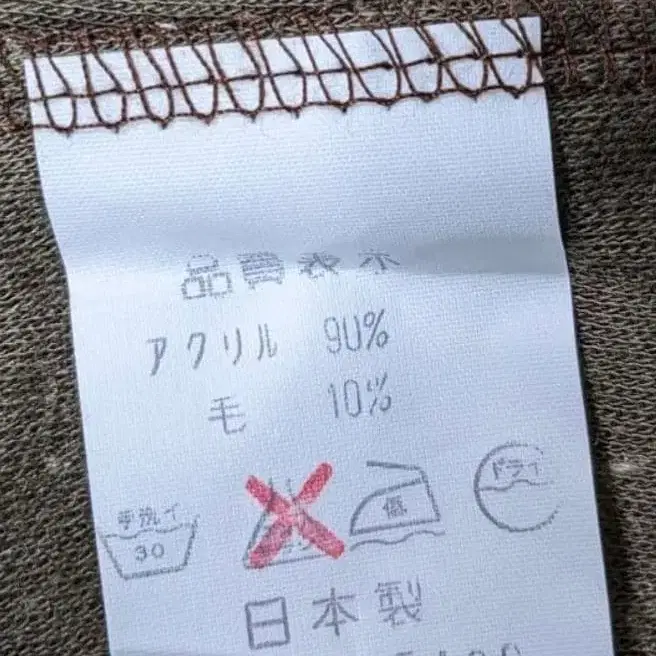 品質表示
アクリル 90%
毛 10%
手洗イ 30 低 ドライ
日本製